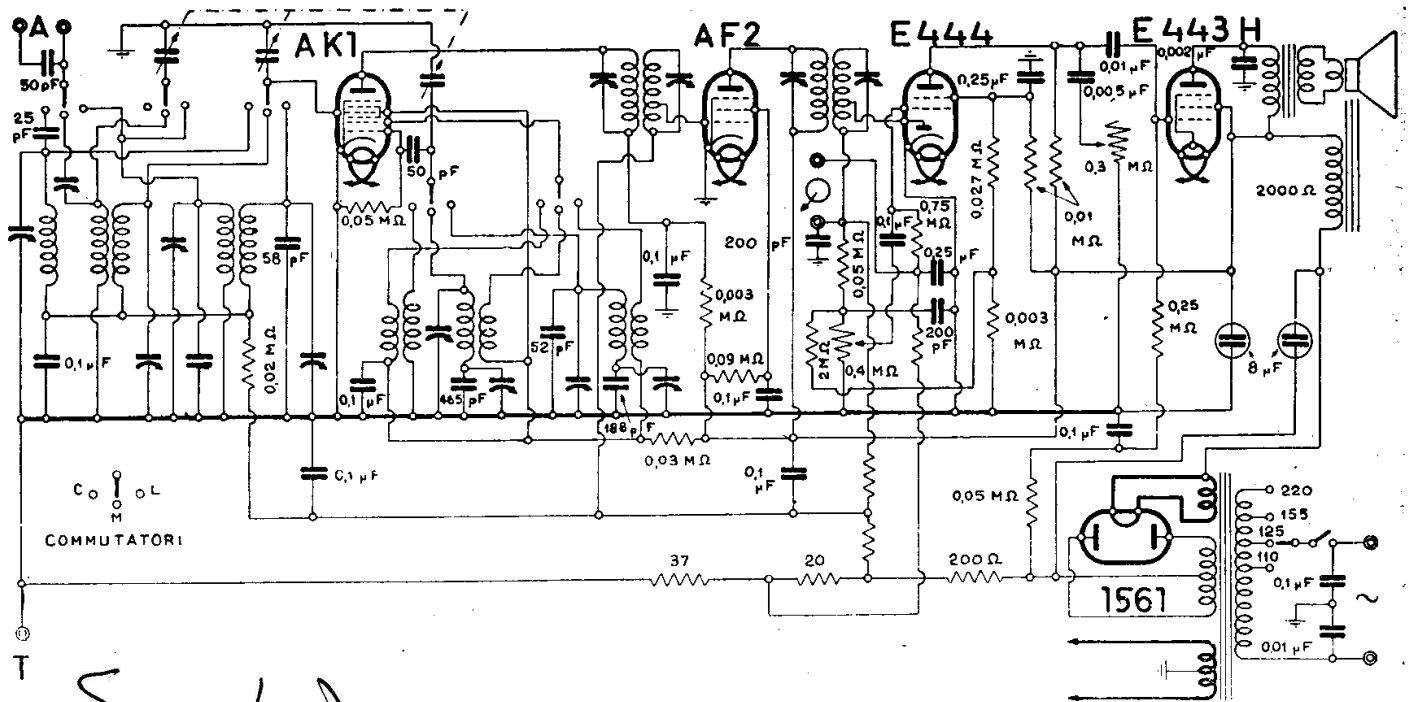 A
AK1
AF2
E444
E443H
50pF
25 pF
50 pF
0,05 MΩ
58 pF
0,1 µF
0,02 MΩ
0,1 µF
465 pF
52 pF
188 pF
0,1 µF
0,003 MΩ
0,09 MΩ
0,1 µF
200 pF
0,03 MΩ
0,1 µF
0,1 µF
0,25 µF
0,05 MΩ
0,1 µF
0,75 MΩ
0,25 µF
200 pF
2 MΩ
0,4 MΩ
0,027 MΩ
0,003 MΩ
0,01 MΩ
0,01 µF
0,005 µF
0,3 MΩ
0,002 µF
0,25 MΩ
2000 Ω
8 µF
0,1 µF
0,05 MΩ
C
L
M
COMMUTATORI
37
20
200 Ω
1561
220
155
125
110
0,1 µF
0,01 µF
~
T